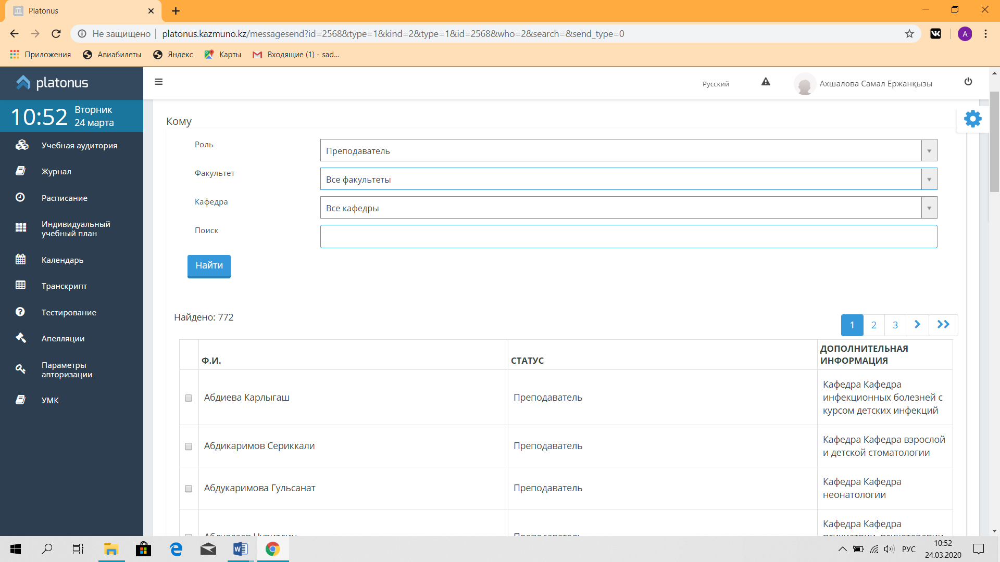 Platonus
Не защищено | platonus.kazmuno.kz/messagesend?id=2568&type=1&kind=2&type=1&id=2568&who=2&search=&send_type=0
A
Приложения Авиабилеты Яндекс Карты Входящие (1) - sad...
platonus
Русский
Ахшалова Самал Ержанқызы
10:52
Вторник
24 марта
Учебная аудитория
Журнал
Расписание
Индивидуальный
учебный план
Календарь
Транскрипт
Тестирование
Апелляции
Параметры
авторизации
УМК
Кому
Роль
Преподаватель
Факультет
Все факультеты
Кафедра
Все кафедры
Поиск
Найти
Найдено: 772
1 2 3
Ф.И. СТАТУС ДОПОЛНИТЕЛЬНАЯ
ИНФОРМАЦИЯ
Абдиева Карлыгаш Преподаватель Кафедра Кафедра
инфекционных болезней с
курсом детских инфекций
Абдикаримов Сериккали Преподаватель Кафедра Кафедра взрослой
и детской стоматологии
Абдукаримова Гульсанат Преподаватель Кафедра Кафедра
неонатологии
Кафедра Кафедра
Преподаватель
РУС
10:52
24.03.2020